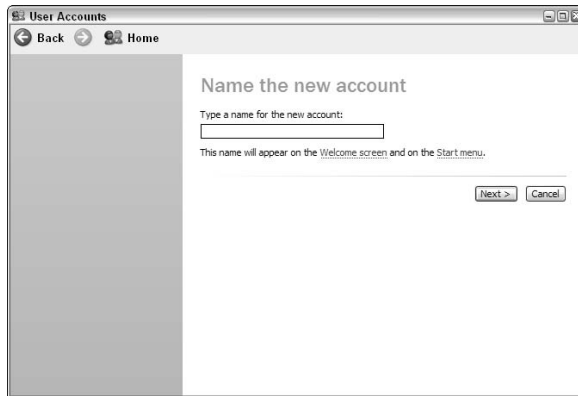 User Accounts
Back Home
Name the new account
Type a name for the new account:
This name will appear on the Welcome screen and on the Start menu.
Next > Cancel